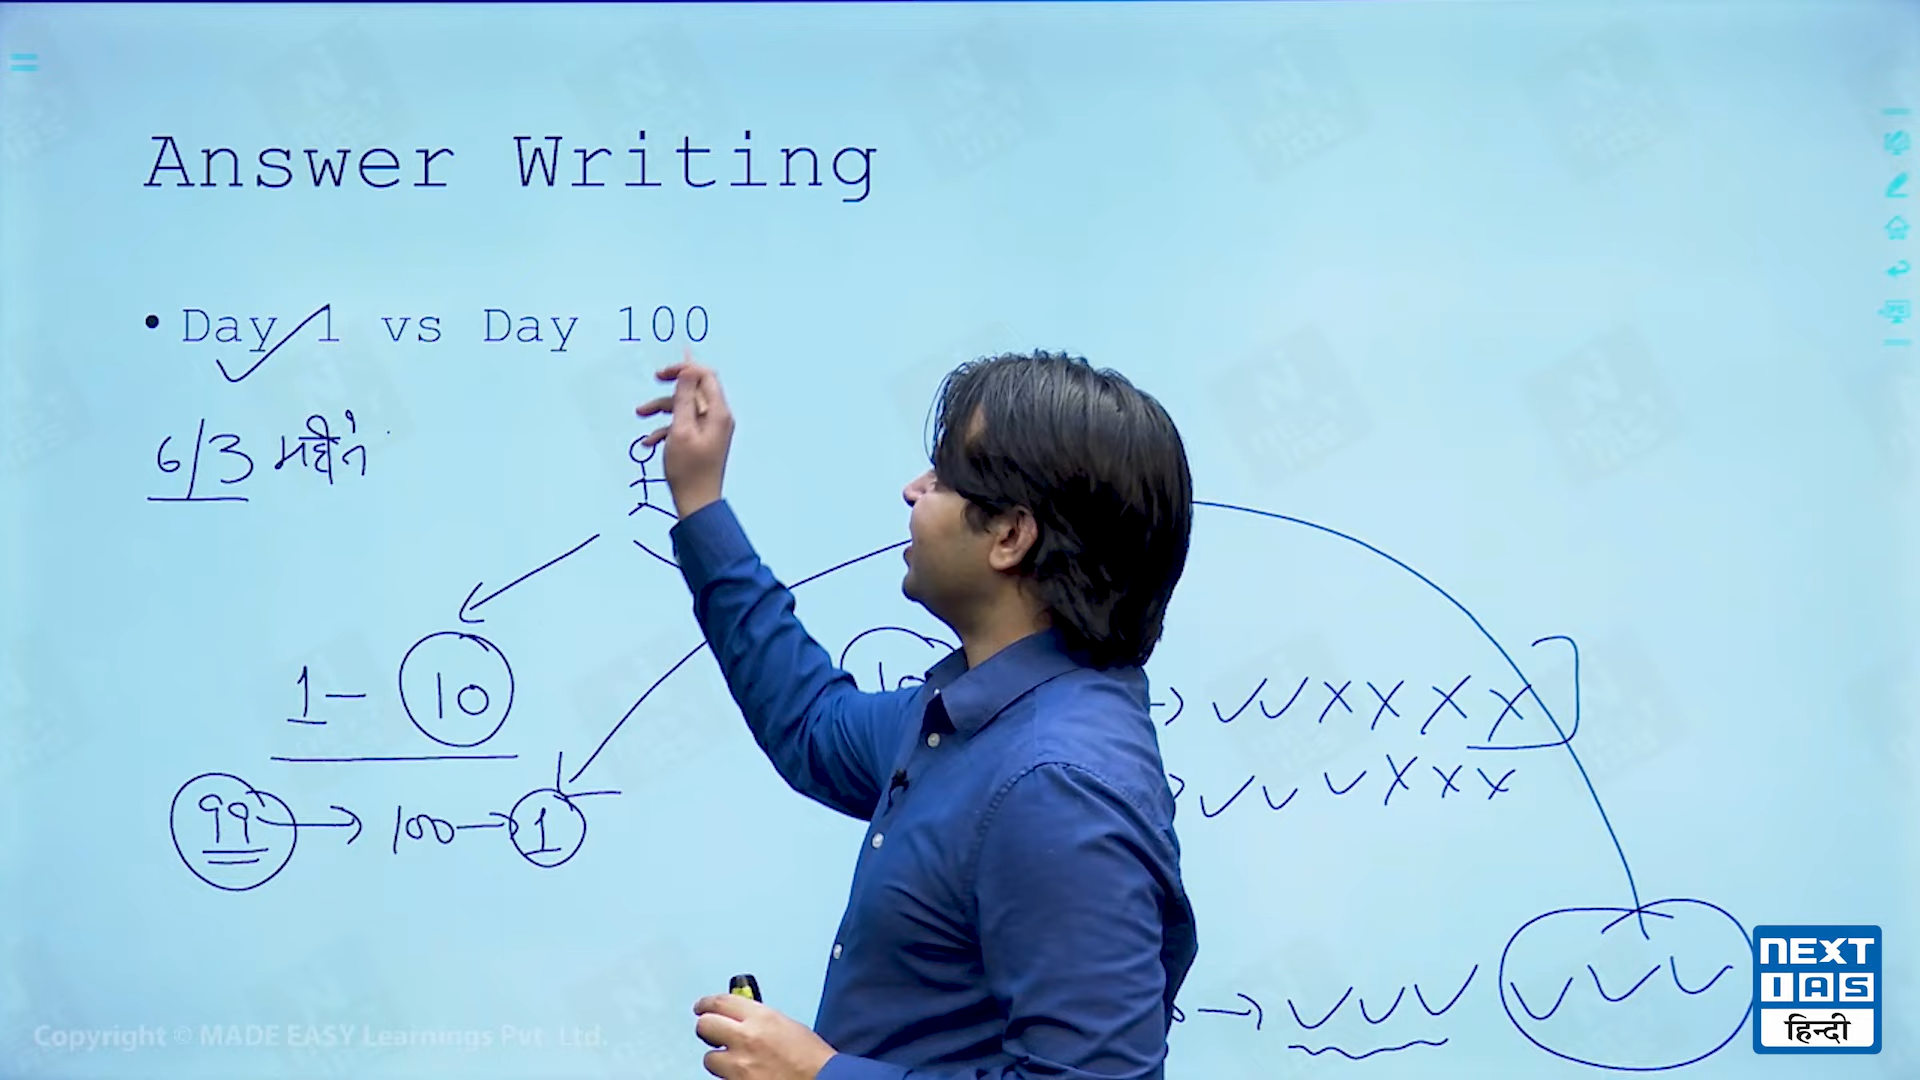 Answer Writing
• Day 1 vs Day 100
6/3 महीने
1 - 10
99 → 100 → 1
10
NEXT
IAS
हिन्दी
Copyright © MADE EASY Learnings Pvt. Ltd.